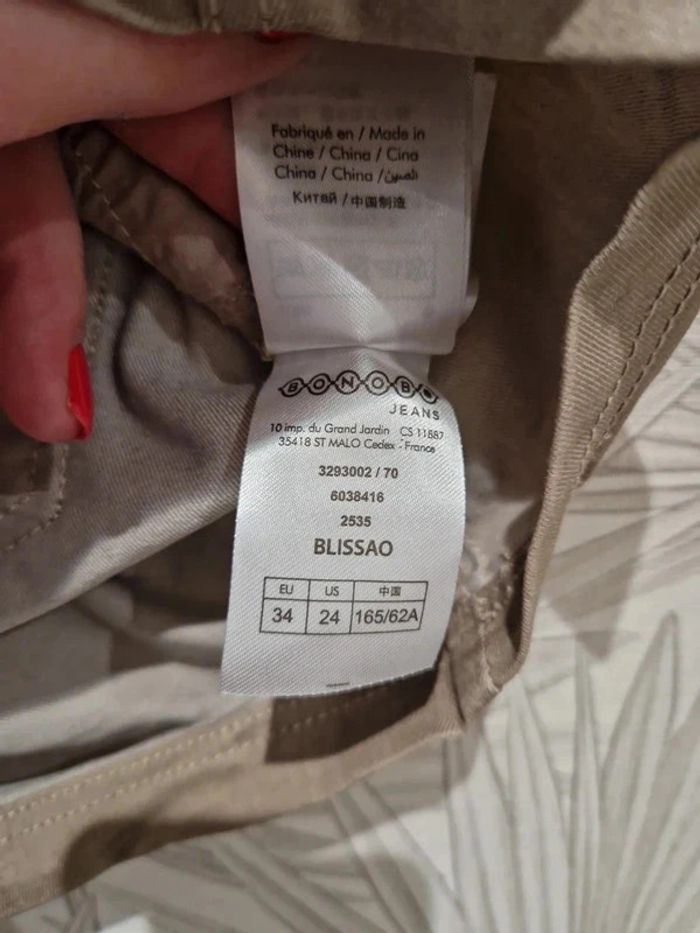 Fabriqué en / Made in
Chine / China / Cina
China / China / الصين
Китай / 中国制造
BONOBO
JEANS
10 imp. du Grand Jardin CS 11887
35418 ST MALO Cedex - France
3293002 / 70
6038416
2535
BLISSAO
EU US 中国
34 24 165/62A